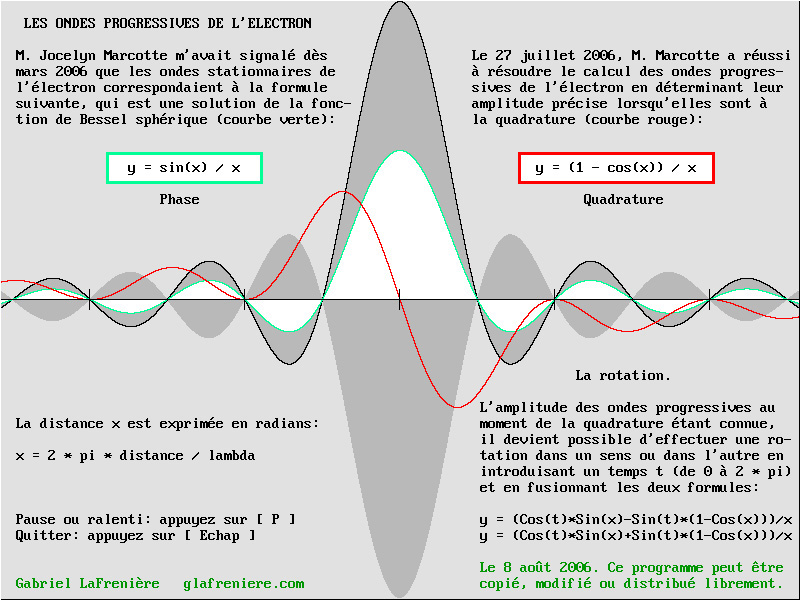 LES ONDES PROGRESSIVES DE L'ELECTRON
M. Jocelyn Marcotte m'avait signalé dès
mars 2006 que les ondes stationnaires de
l'électron correspondaient à la formule
suivante, qui est une solution de la fonc-
tion de Bessel sphérique (courbe verte):
y = sin(x) / x
Phase
Le 27 juillet 2006, M. Marcotte a réussi
à résoudre le calcul des ondes progres-
sives de l'électron en déterminant leur
amplitude précise lorsqu'elles sont à
la quadrature (courbe rouge):
y = (1 - cos(x)) / x
Quadrature
La distance x est exprimée en radians:
x = 2 * pi * distance / lambda
Pause ou ralenti: appuyez sur [ P ]
Quitter: appuyez sur [ Echap ]
Gabriel LaFrenière glafreniere.com
La rotation.
L'amplitude des ondes progressives au
moment de la quadrature étant connue,
il devient possible d'effectuer une ro-
tation dans un sens ou dans l'autre en
introduisant un temps t (de 0 à 2 * pi)
et en fusionnant les deux formules:
y = (Cos(t)*Sin(x)-Sin(t)*(1-Cos(x)))/x
y = (Cos(t)*Sin(x)+Sin(t)*(1-Cos(x)))/x
Le 8 août 2006. Ce programme peut être
copié, modifié ou distribué librement.